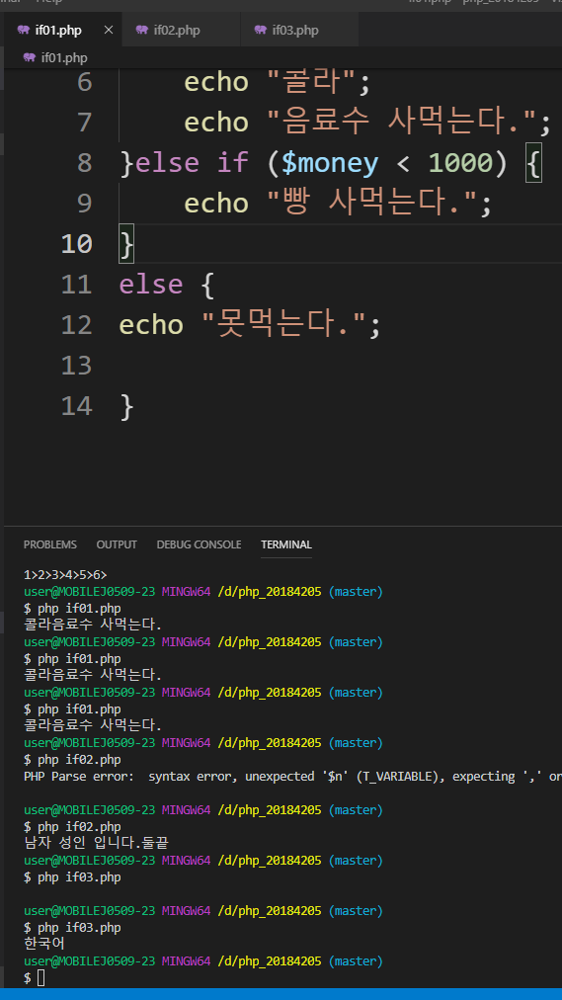 Help
if01.php - php_20184205 -
if01.php × if02.php if03.php
if01.php
6 echo "콜라";
7 echo "음료수 사먹는다.";
8 }else if ($money < 1000) {
9 echo "빵 사먹는다.";
10 }
11 else {
12 echo "못먹는다.";
13
14 }
PROBLEMS OUTPUT DEBUG CONSOLE TERMINAL
1>2>3>4>5>6>
user@MOBILEJ0509-23 MINGW64 /d/php_20184205 (master)
$ php if01.php
콜라음료수 사먹는다.
user@MOBILEJ0509-23 MINGW64 /d/php_20184205 (master)
$ php if01.php
콜라음료수 사먹는다.
user@MOBILEJ0509-23 MINGW64 /d/php_20184205 (master)
$ php if01.php
콜라음료수 사먹는다.
user@MOBILEJ0509-23 MINGW64 /d/php_20184205 (master)
$ php if02.php
PHP Parse error:  syntax error, unexpected '$n' (T_VARIABLE), expecting ',' or
user@MOBILEJ0509-23 MINGW64 /d/php_20184205 (master)
$ php if02.php
남자 성인 입니다.둘끝
user@MOBILEJ0509-23 MINGW64 /d/php_20184205 (master)
$ php if03.php
user@MOBILEJ0509-23 MINGW64 /d/php_20184205 (master)
$ php if03.php
한국어
user@MOBILEJ0509-23 MINGW64 /d/php_20184205 (master)
$